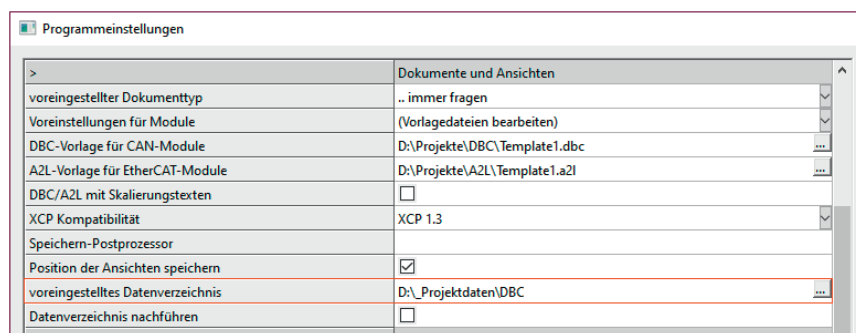 Programmeinstellungen
> Dokumente und Ansichten
voreingestellter Dokumenttyp .. immer fragen
Voreinstellungen für Module (Vorlagedateien bearbeiten)
DBC-Vorlage für CAN-Module D:\Projekte\DBC\Template1.dbc ...
A2L-Vorlage für EtherCAT-Module D:\Projekte\A2L\Template1.a2l ...
DBC/A2L mit Skalierungstexten
XCP Kompatibilität XCP 1.3
Speichern-Postprozessor
Position der Ansichten speichern
voreingestelltes Datenverzeichnis D:\_Projektdaten\DBC ...
Datenverzeichnis nachführen